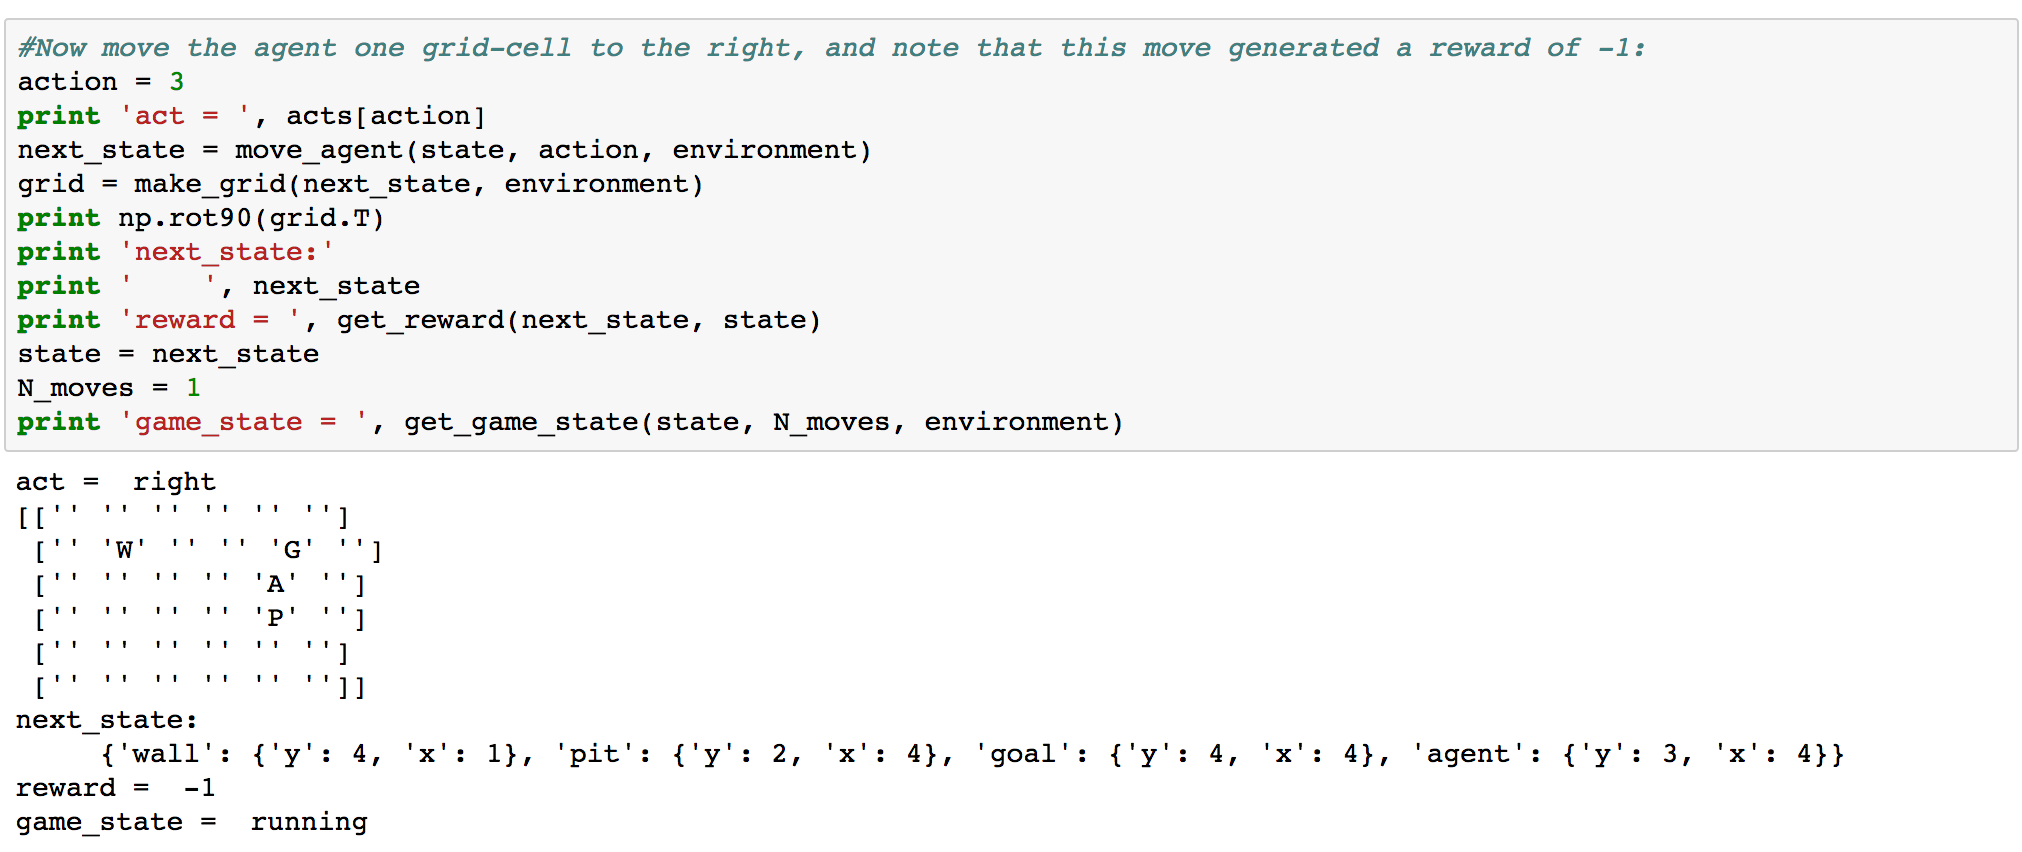 #Now move the agent one grid-cell to the right, and note that this move generated a reward of -1:
action = 3
print 'act = ', acts[action]
next_state = move_agent(state, action, environment)
grid = make_grid(next_state, environment)
print np.rot90(grid.T)
print 'next_state:'
print '    ', next_state
print 'reward = ', get_reward(next_state, state)
state = next_state
N_moves = 1
print 'game_state = ', get_game_state(state, N_moves, environment)
act =  right
[['' '' '' '' '' '']
 ['' 'W' '' '' 'G' '']
 ['' '' '' '' 'A' '']
 ['' '' '' '' 'P' '']
 ['' '' '' '' '' '']
 ['' '' '' '' '' '']]
next_state:
     {'wall': {'y': 4, 'x': 1}, 'pit': {'y': 2, 'x': 4}, 'goal': {'y': 4, 'x': 4}, 'agent': {'y': 3, 'x': 4}}
reward =  -1
game_state =  running